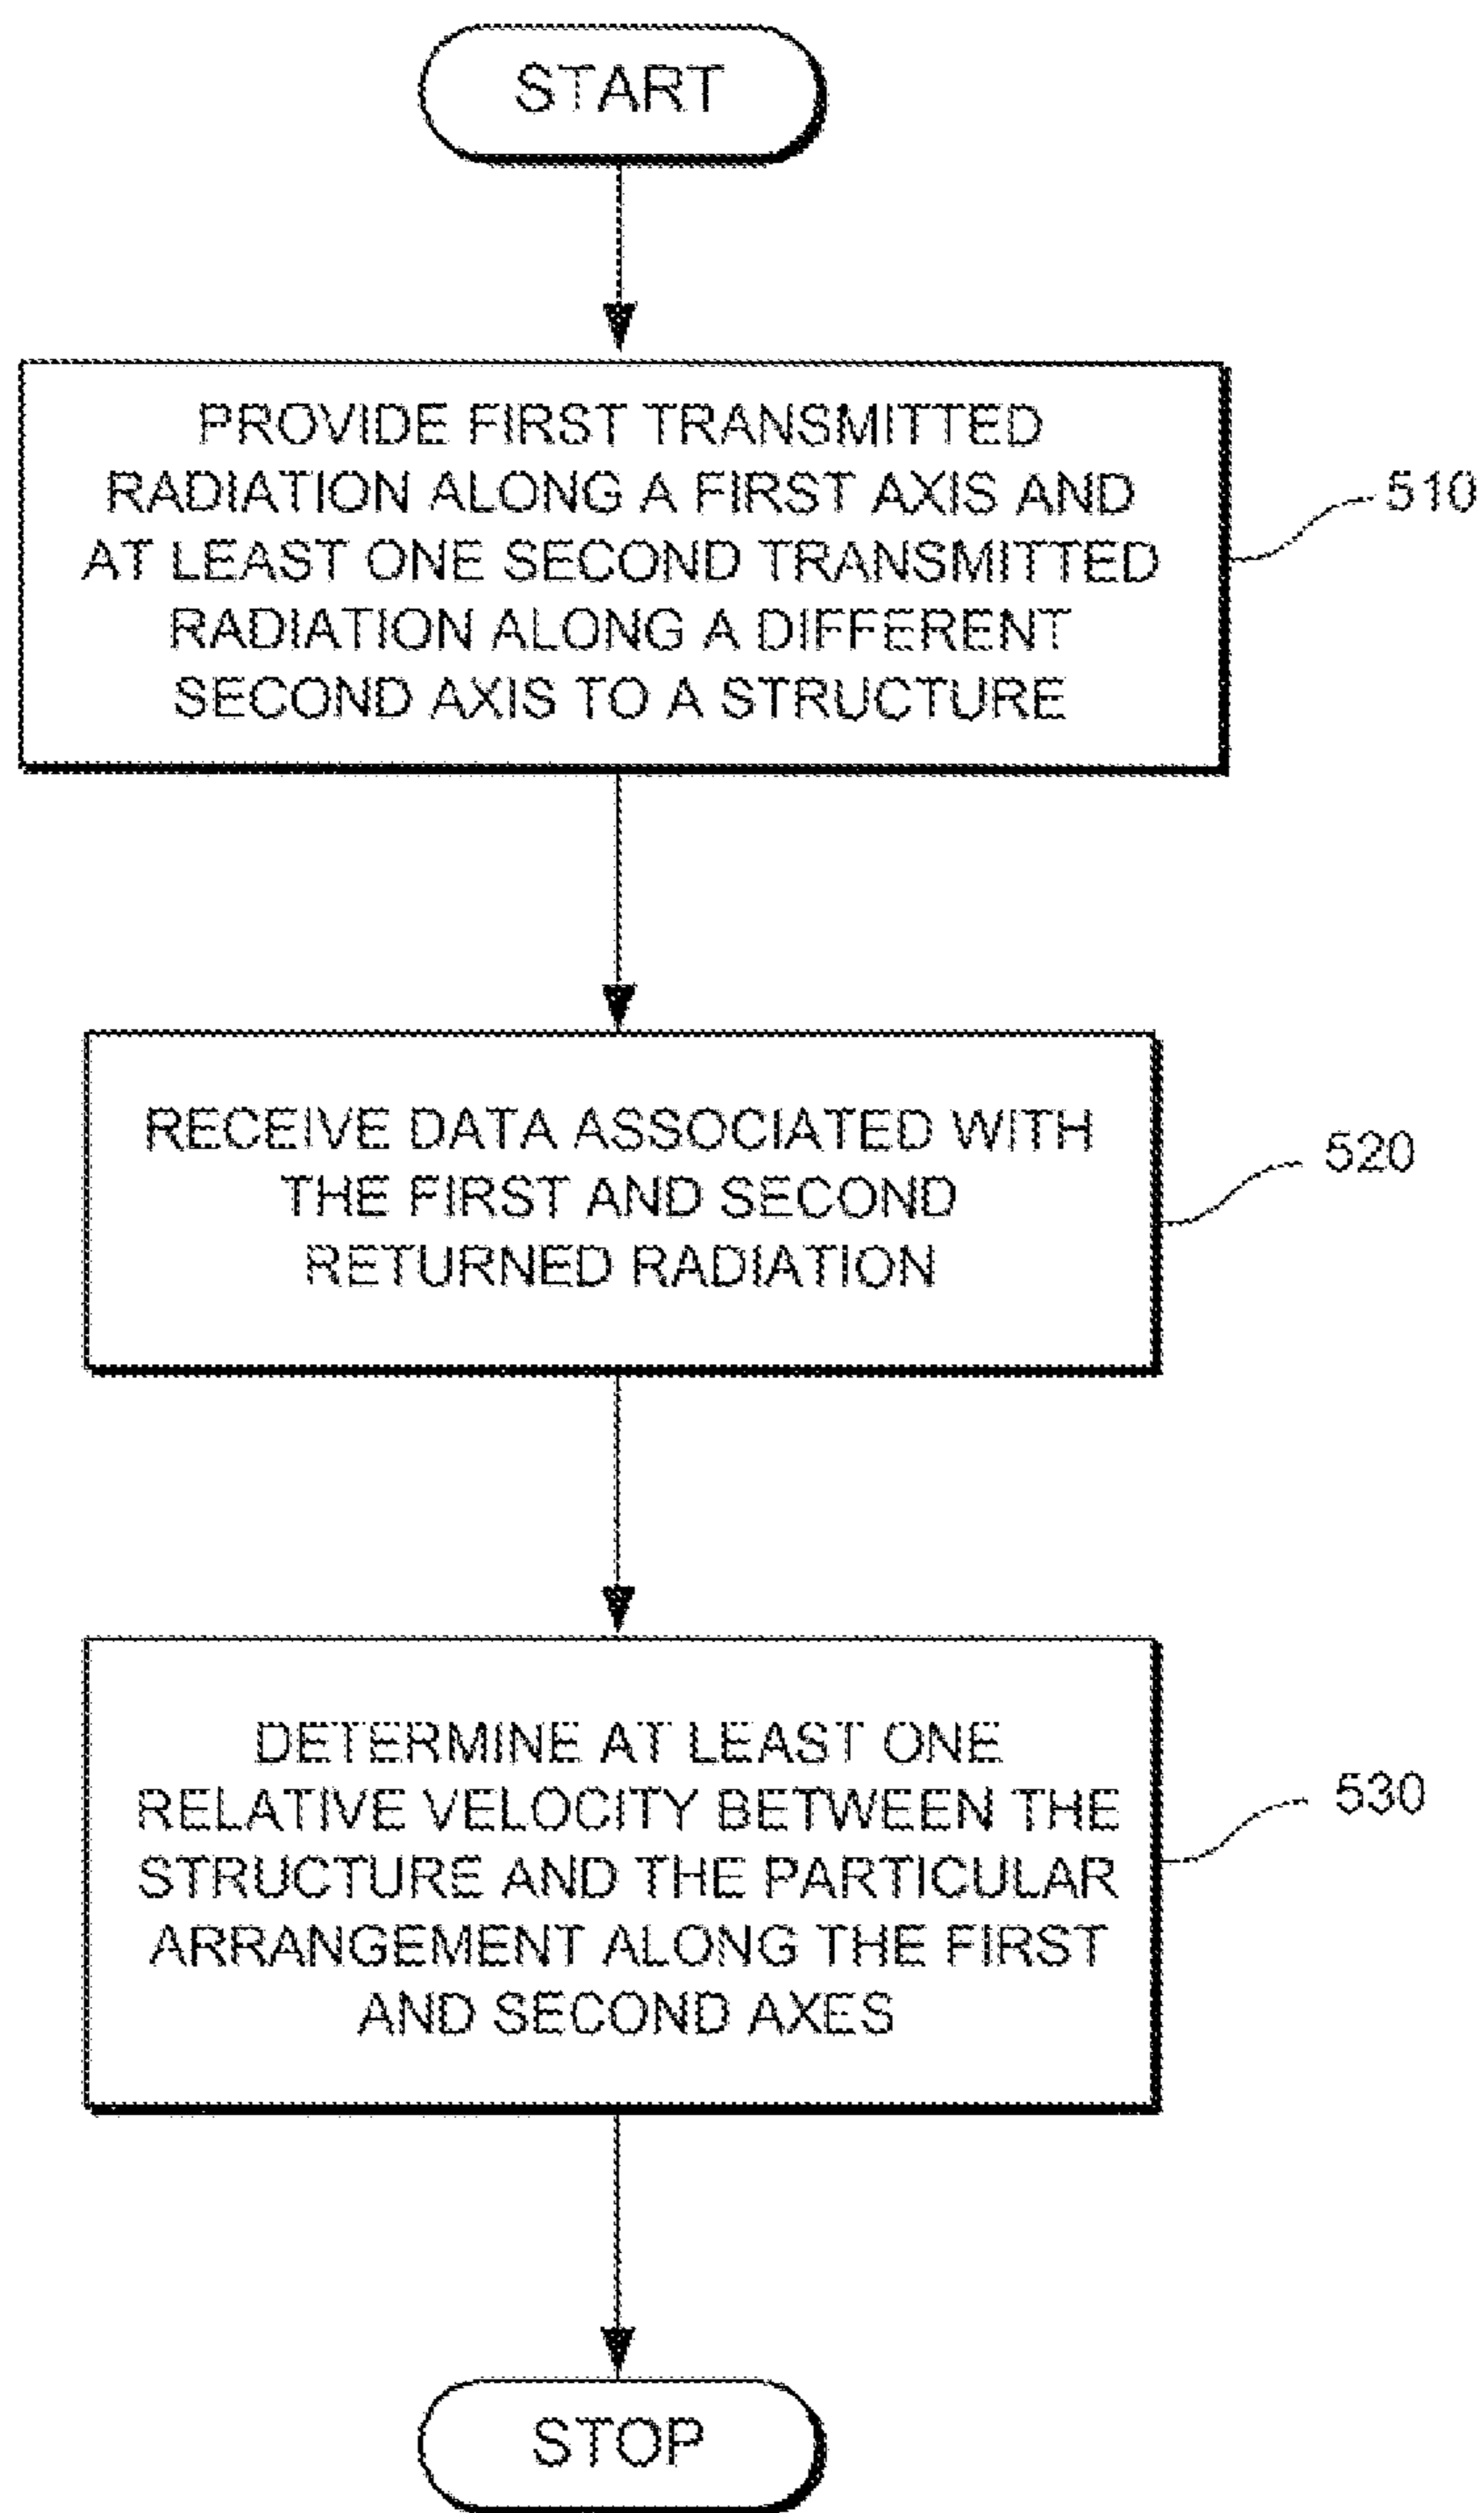 START
PROVIDE FIRST TRANSMITTED
RADIATION ALONG A FIRST AXIS AND
AT LEAST ONE SECOND TRANSMITTED
RADIATION ALONG A DIFFERENT
SECOND AXIS TO A STRUCTURE
510
RECEIVE DATA ASSOCIATED WITH
THE FIRST AND SECOND
RETURNED RADIATION
520
DETERMINE AT LEAST ONE
RELATIVE VELOCITY BETWEEN THE
STRUCTURE AND THE PARTICULAR
ARRANGEMENT ALONG THE FIRST
AND SECOND AXES
530
STOP